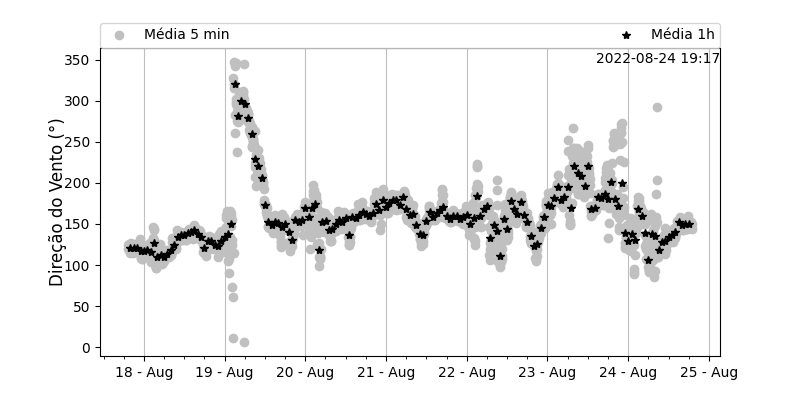 Média 5 min
Média 1h
2022-08-24 19:17
Direção do Vento (°)
350
300
250
200
150
100
50
0
18 - Aug
19 - Aug
20 - Aug
21 - Aug
22 - Aug
23 - Aug
24 - Aug
25 - Aug